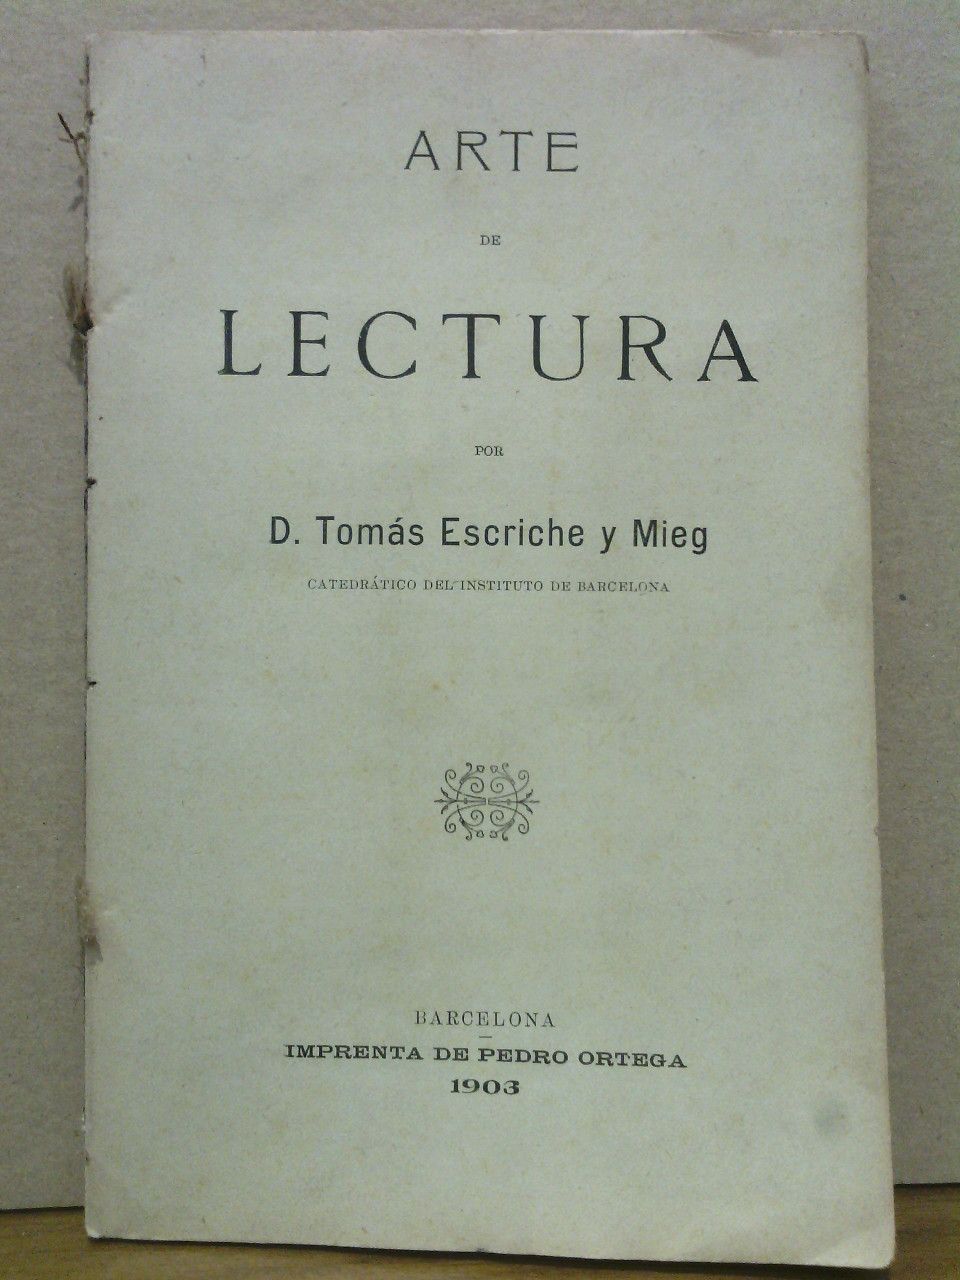 ARTE
DE
LECTURA
POR
D. Tomás Escriche y Mieg
CATEDRÁTICO DEL INSTITUTO DE BARCELONA
BARCELONA
IMPRENTA DE PEDRO ORTEGA
1903